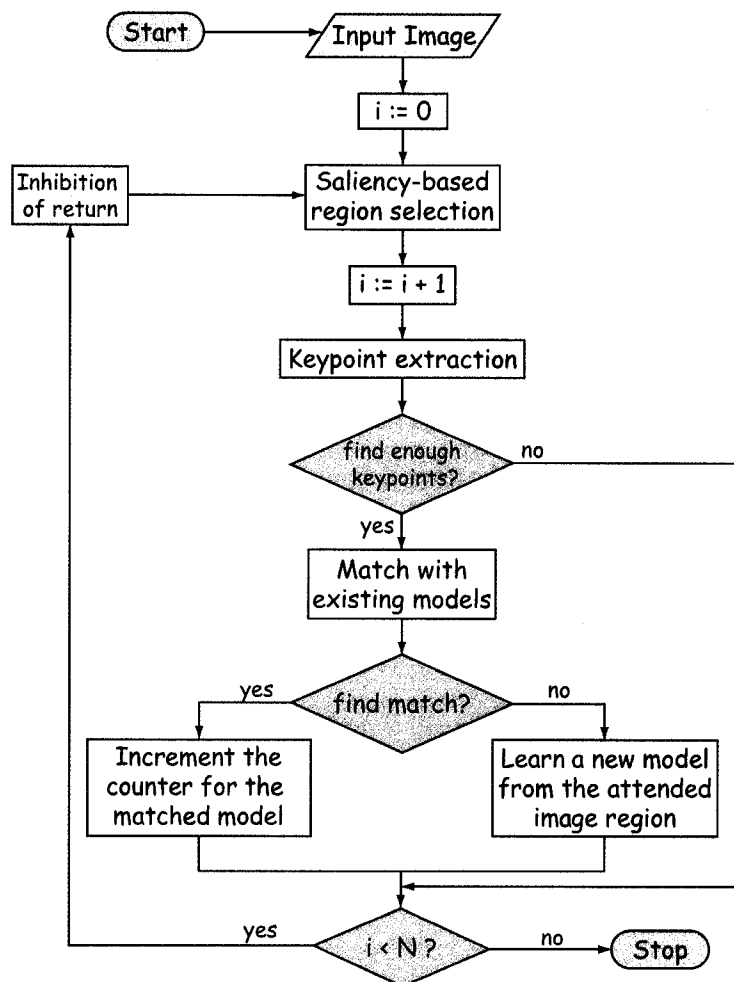 Start
Input Image
i := 0
Inhibition
of return
Saliency-based
region selection
i := i + 1
Keypoint extraction
find enough
keypoints?
no
yes
Match with
existing models
find match?
yes
no
Increment the
counter for the
matched model
Learn a new model
from the attended
image region
i < N ?
yes
no
Stop